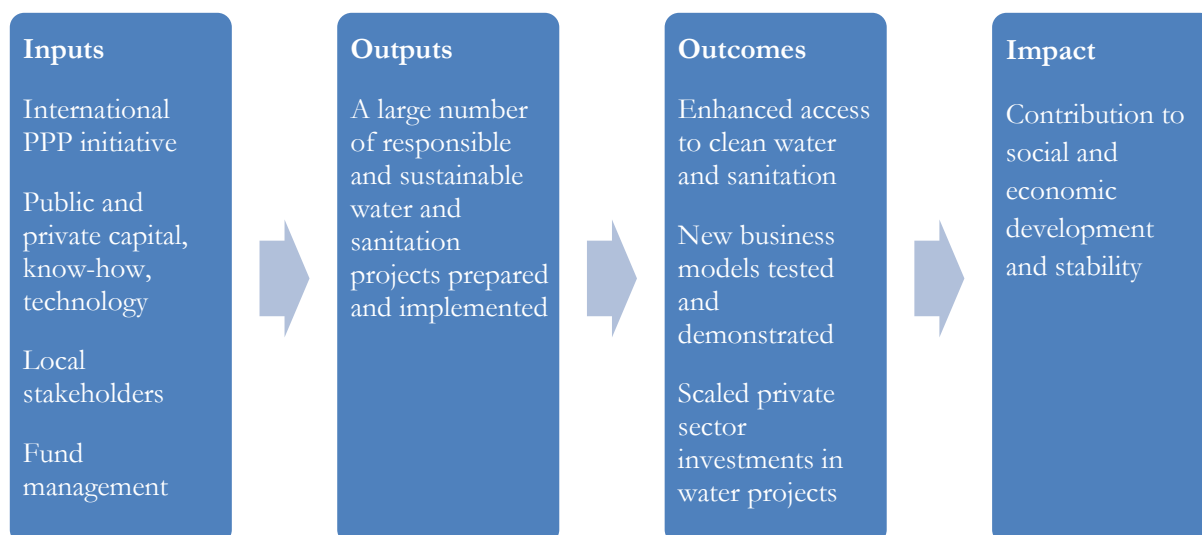 Inputs
International
PPP initiative
Public and
private capital,
know-how,
technology
Local
stakeholders
Fund
management
Outputs
A large number
of responsible
and sustainable
water and
sanitation
projects prepared
and implemented
Outcomes
Enhanced access
to clean water
and sanitation
New business
models tested
and
demonstrated
Scaled private
sector
investments in
water projects
Impact
Contribution to
social and
economic
development
and stability